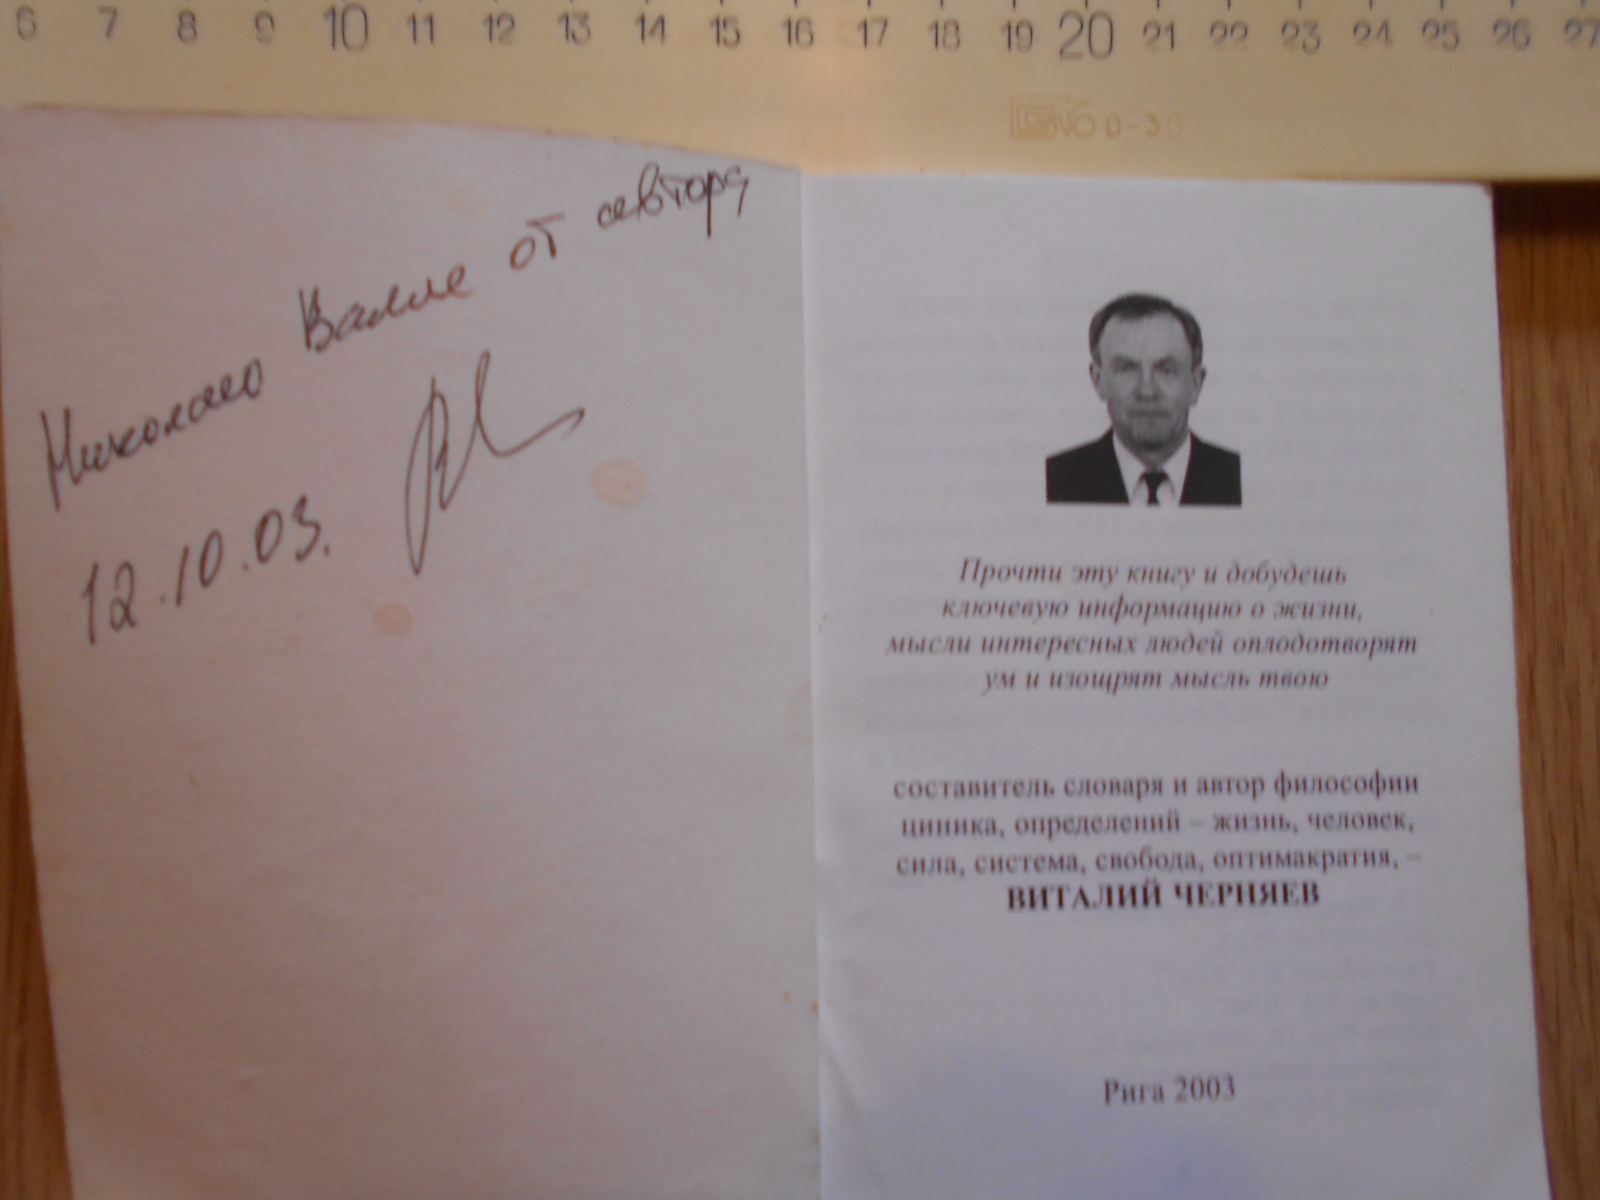 6 7 8 9 10 11 12 13 14 15 16 17 18 19 20 21 22 23 24 25 26 27
0-30
Николаю Валле от автора
12.10.03.
Прочти эту книгу и добудешь
ключевую информацию о жизни,
мысли интересных людей оплодотворят
ум и изощрят мысль твою
составитель словаря и автор философии
циника, определений – жизнь, человек,
сила, система, свобода, оптимакратия, –
ВИТАЛИЙ ЧЕРНЯЕВ
Рига 2003